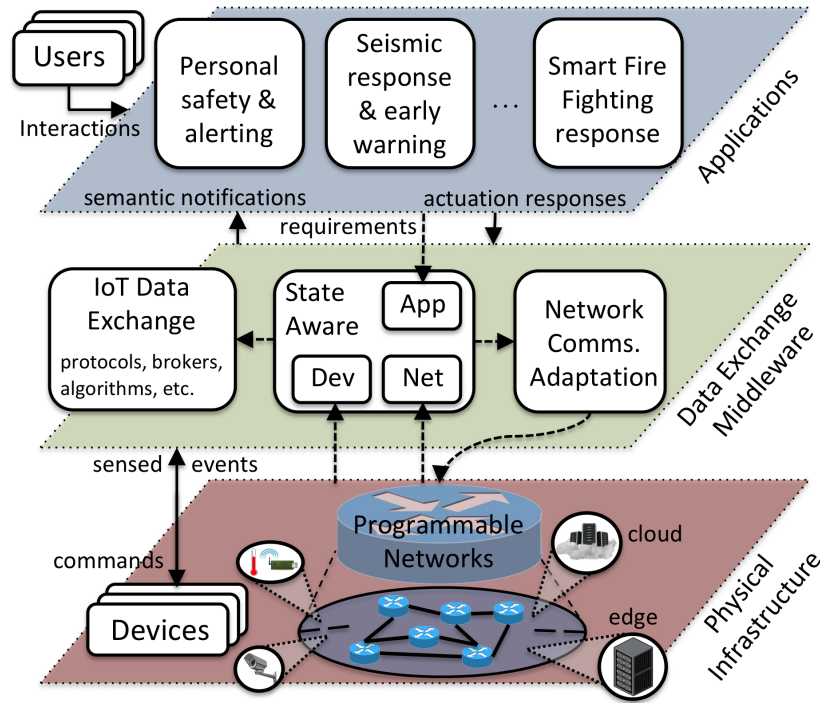 Users
Interactions
Personal
safety &
alerting
Seismic
response
& early
warning
...
Smart Fire
Fighting
response
Applications
semantic notifications
actuation responses
requirements
IoT Data
Exchange
protocols, brokers,
algorithms, etc.
State
Aware
App
Dev
Net
Network
Comms.
Adaptation
Data Exchange
Middleware
sensed events
commands
Devices
Programmable
Networks
cloud
edge
Physical
Infrastructure